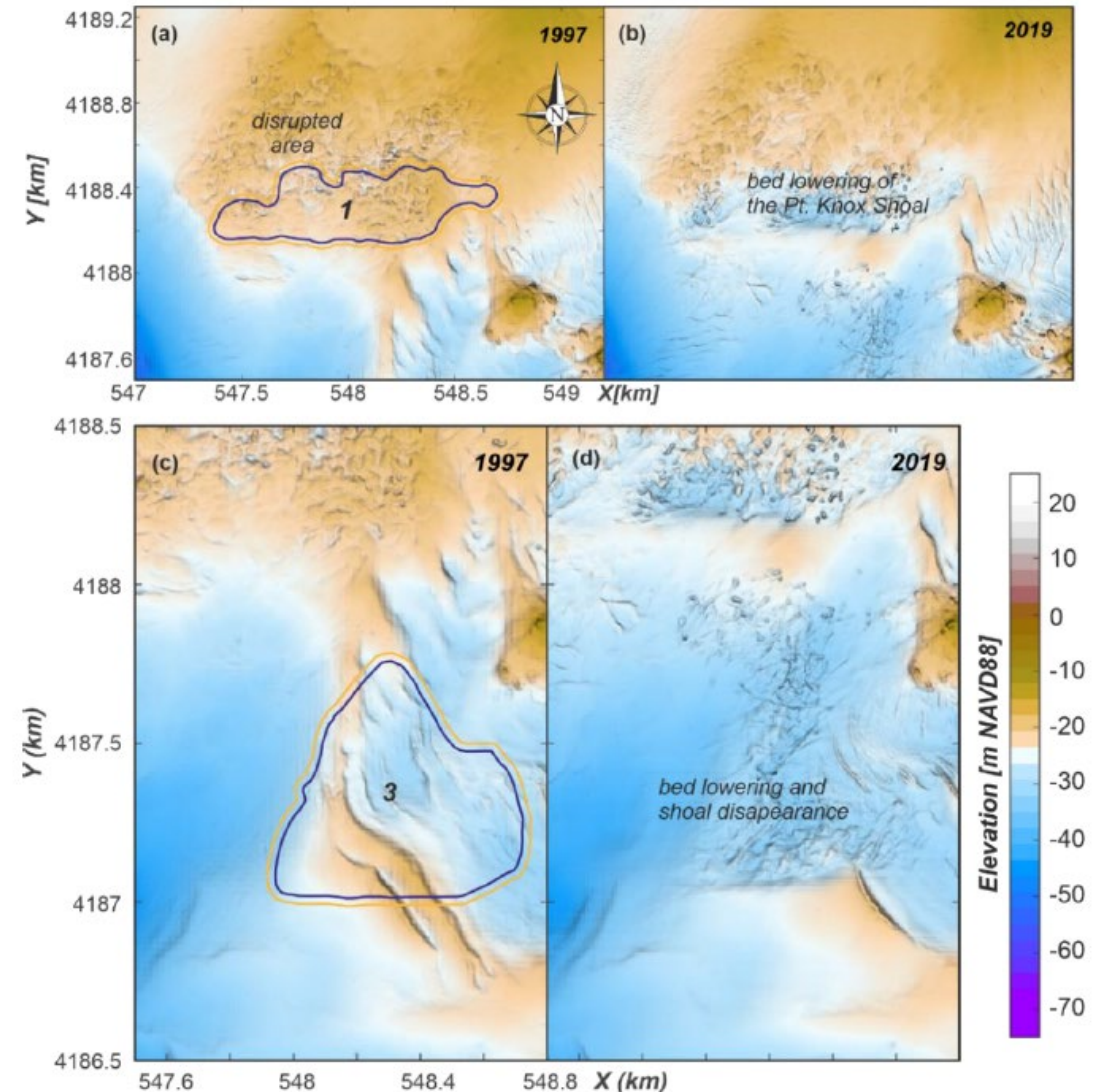 (a)
1997
(b)
2019
4189.2
4188.8
4188.4
4188
4187.6
Y [km]
disrupted
area
N
1
bed lowering of
the Pt. Knox Shoal
547
547.5
548
548.5
549
X[km]
4188.5
4188
4187.5
4187
4186.5
Y (km)
(c)
1997
(d)
2019
3
bed lowering and
shoal disapearance
547.6
548
548.4
548.8
X (km)
20
10
0
-10
-20
-30
-40
-50
-60
-70
Elevation [m NAVD88]